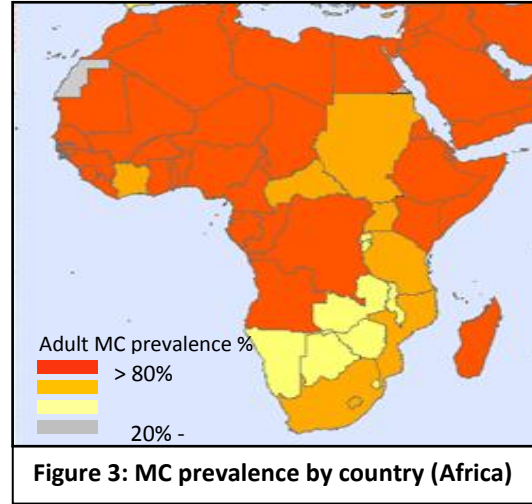 Adult MC prevalence %
> 80%
20% -
Figure 3: MC prevalence by country (Africa)